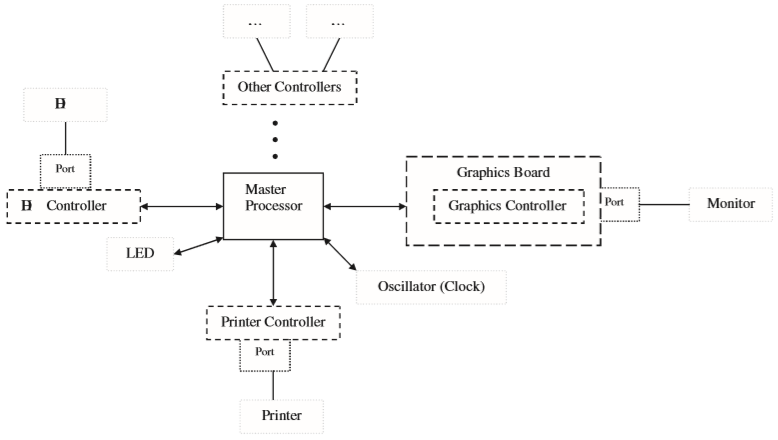 ... ...
Other Controllers
Port
Controller
Master
Processor
Graphics Board
Graphics Controller
Port
Monitor
LED
Oscillator (Clock)
Printer Controller
Port
Printer